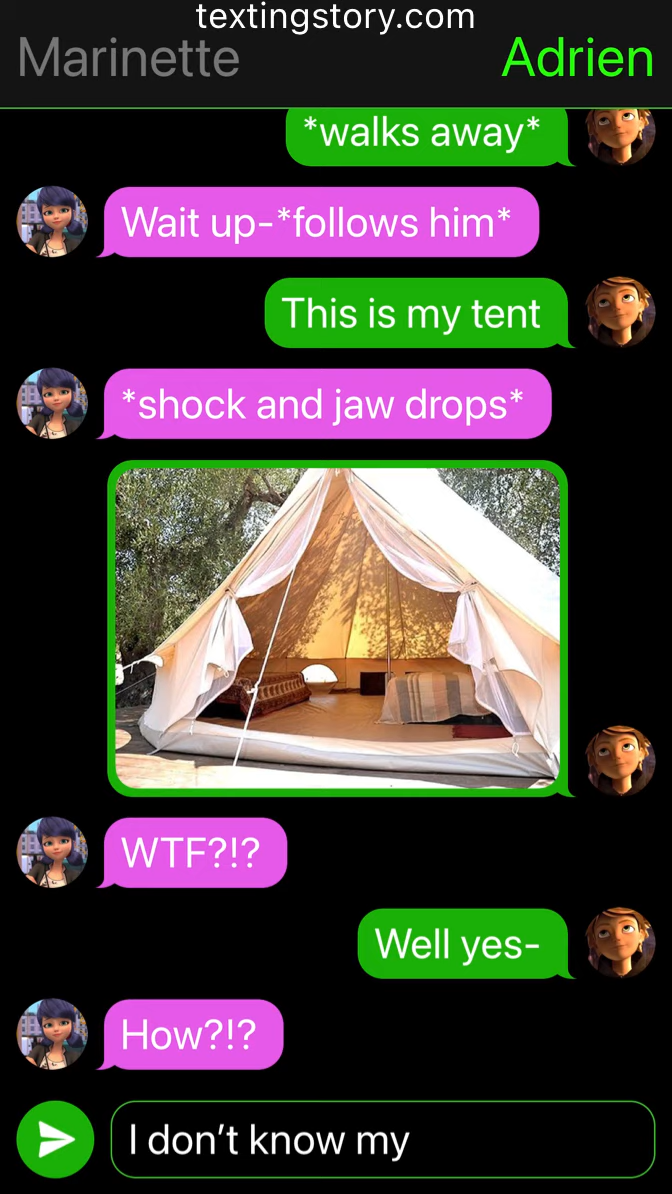 textingstory.com
Marinette
Adrien
*walks away*
Wait up-*follows him*
This is my tent
*shock and jaw drops*
WTF?!?
Well yes-
How?!?
I don’t know my